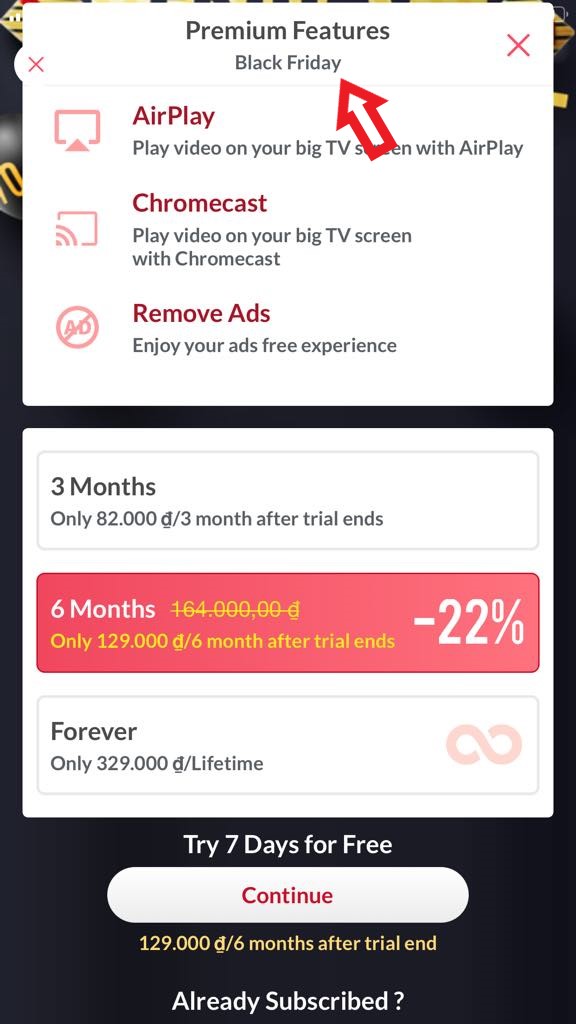 Premium Features
Black Friday
AirPlay
Play video on your big TV screen with AirPlay
Chromecast
Play video on your big TV screen
with Chromecast
AD
Remove Ads
Enjoy your ads free experience
3 Months
Only 82.000 ₫/3 month after trial ends
6 Months 164.000,00 ₫
Only 129.000 ₫/6 month after trial ends
-22%
Forever
Only 329.000 ₫/Lifetime
Try 7 Days for Free
Continue
129.000 ₫/6 months after trial end
Already Subscribed ?